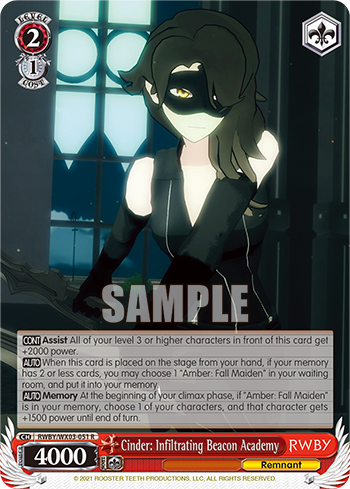 LEVEL
2
1
COST
SAMPLE
CONT Assist All of your level 3 or higher characters in front of this card get
+2000 power.
AUTO When this card is placed on the stage from your hand, if your memory
has 2 or less cards, you may choose 1 "Amber: Fall Maiden" in your waiting
room, and put it into your memory.
AUTO Memory At the beginning of your climax phase, if "Amber: Fall Maiden"
is in your memory, choose 1 of your characters, and that character gets
+1500 power until end of turn.
CH RWBY/WX03-051 R
POWER 4000 SOUL
Cinder: Infiltrating Beacon Academy RWBY
Remnant
© 2021 ROOSTER TEETH PRODUCTIONS, LLC, ALL RIGHTS RESERVED.